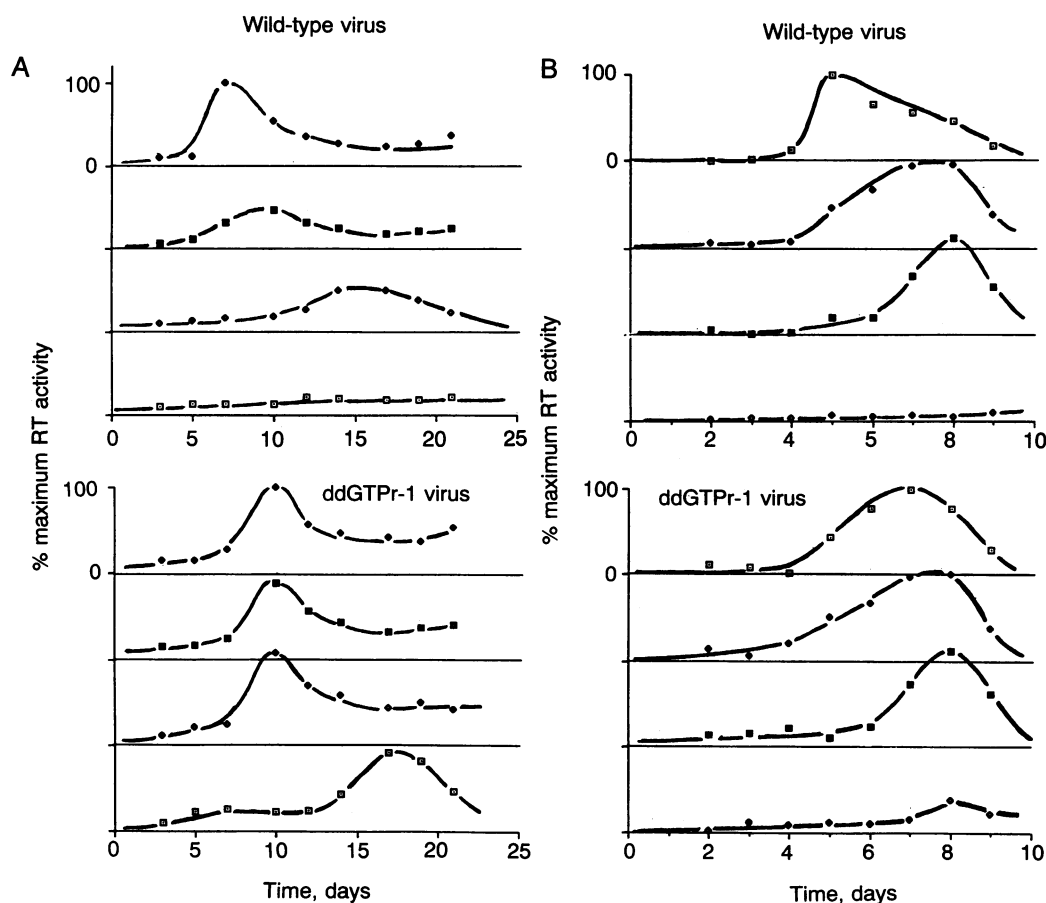 Wild-type virus
A
100
0
0 5 10 15 20 25
ddGTPr-1 virus
100
0
0 5 10 15 20 25
Time, days
% maximum RT activity
Wild-type virus
B
100
0
0 2 4 6 8 10
ddGTPr-1 virus
100
0
0 2 4 6 8 10
Time, days
% maximum RT activity